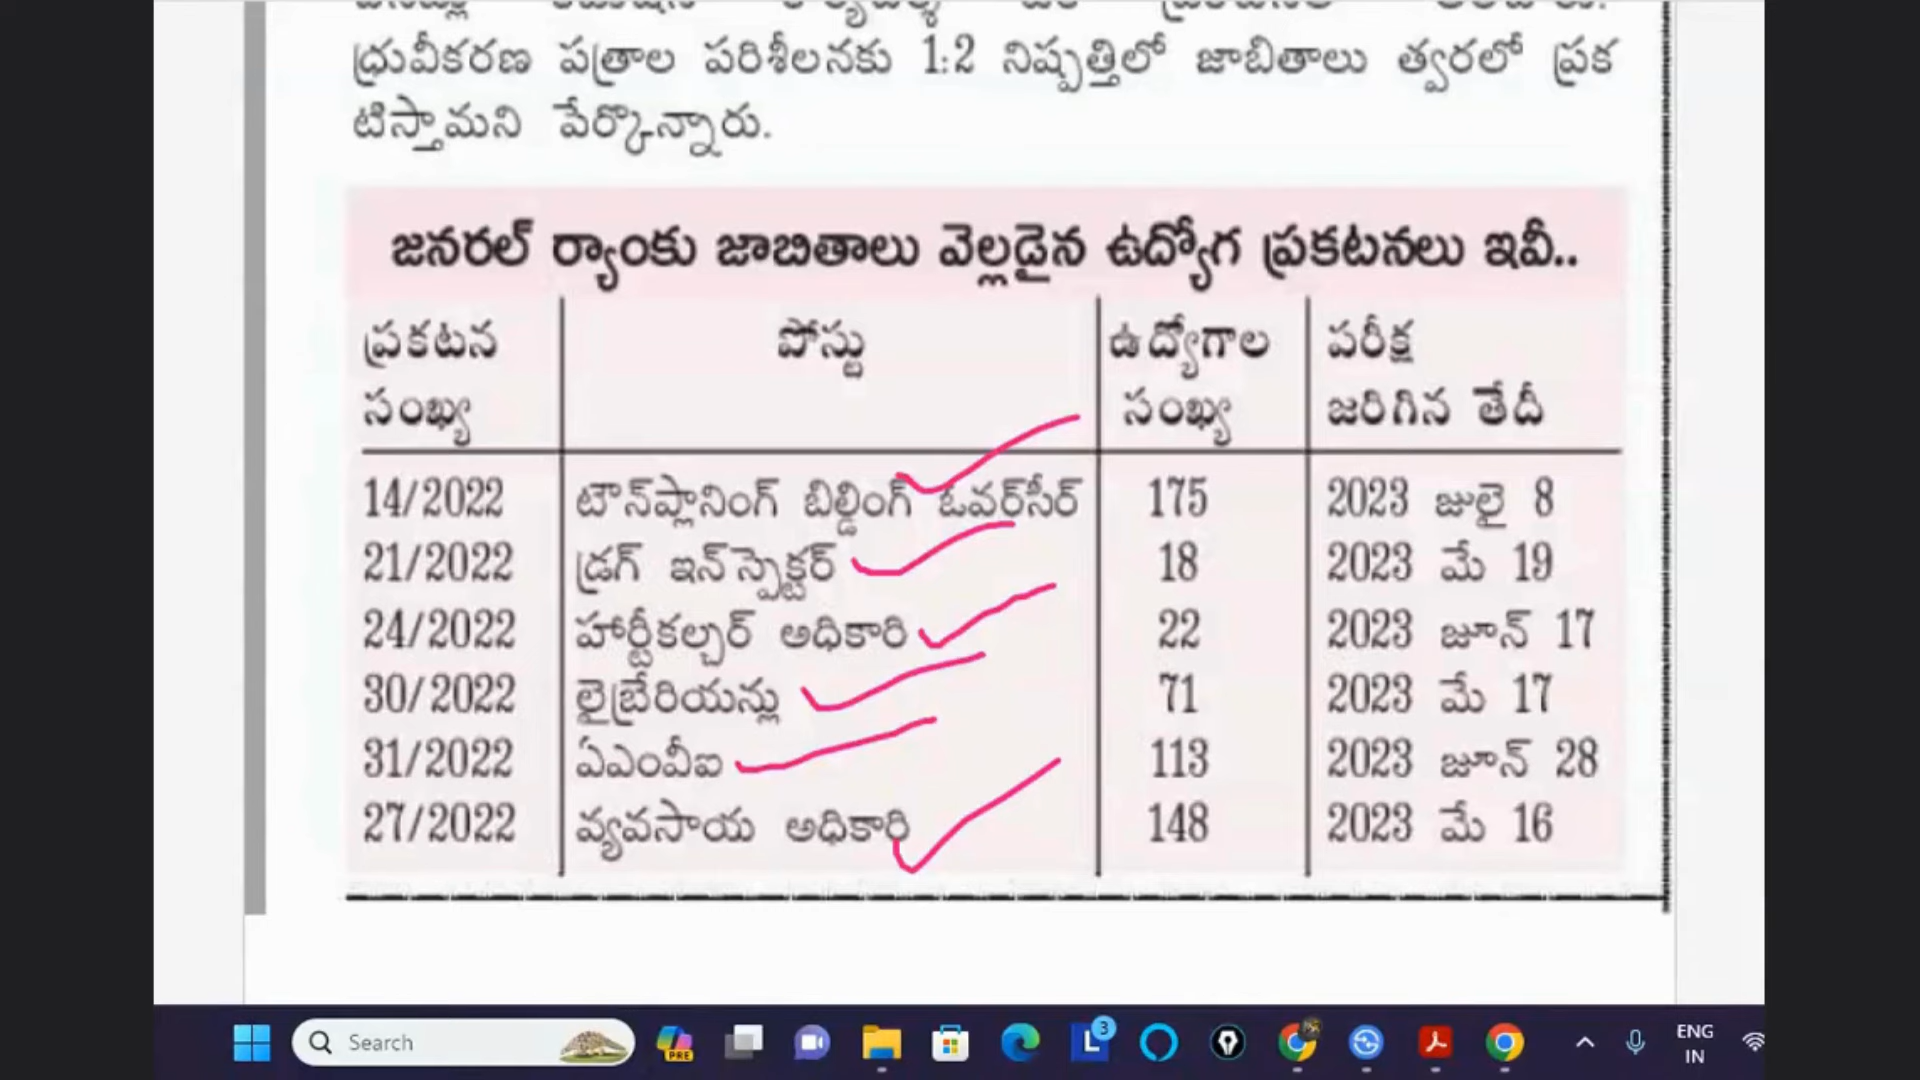 ధ్రువీకరణ పత్రాల పరిశీలనకు 1:2 నిష్పత్తిలో జాబితాలు త్వరలో ప్రక
టిస్తామని పేర్కొన్నారు.
జనరల్ ర్యాంకు జాబితాలు వెల్లడైన ఉద్యోగ ప్రకటనలు ఇవీ..
ప్రకటన సంఖ్య పోస్టు ఉద్యోగాల సంఖ్య పరీక్ష జరిగిన తేదీ
14/2022 టౌన్‌ప్లానింగ్ బిల్డింగ్ ఓవర్‌సీర్ 175 2023 జులై 8
21/2022 డ్రగ్ ఇన్‌స్పెక్టర్ 18 2023 మే 19
24/2022 హార్టీకల్చర్ అధికారి 22 2023 జూన్ 17
30/2022 లైబ్రేరియన్లు 71 2023 మే 17
31/2022 ఏఎంవీఐ 113 2023 జూన్ 28
27/2022 వ్యవసాయ అధికారి 148 2023 మే 16
Search
PRE
3
ENG
IN